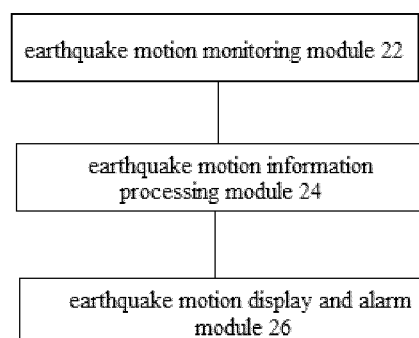 earthquake motion monitoring module 22
earthquake motion information
processing module 24
earthquake motion display and alarm
module 26